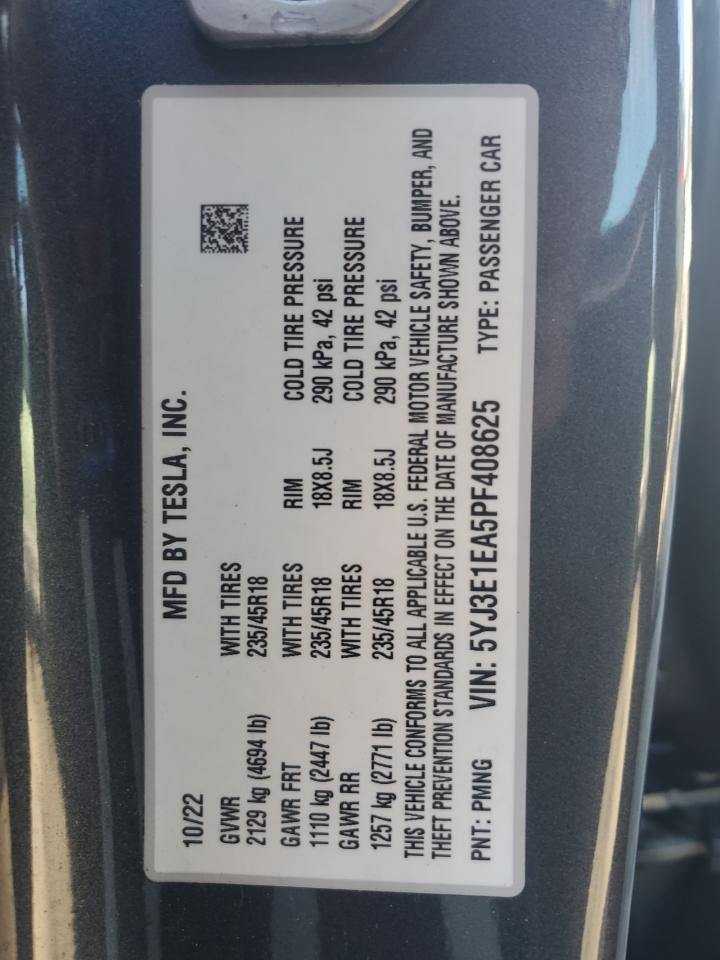 MFD BY TESLA, INC.
10/22
GVWR WITH TIRES
2129 kg (4694 lb) 235/45R18
GAWR FRT WITH TIRES RIM COLD TIRE PRESSURE
1110 kg (2447 lb) 235/45R18 18X8.5J 290 kPa, 42 psi
GAWR RR WITH TIRES RIM COLD TIRE PRESSURE
1257 kg (2771 lb) 235/45R18 18X8.5J 290 kPa, 42 psi
THIS VEHICLE CONFORMS TO ALL APPLICABLE U.S. FEDERAL MOTOR VEHICLE SAFETY, BUMPER, AND
THEFT PREVENTION STANDARDS IN EFFECT ON THE DATE OF MANUFACTURE SHOWN ABOVE.
PNT: PMNG VIN: 5YJ3E1EA5PF408625 TYPE: PASSENGER CAR